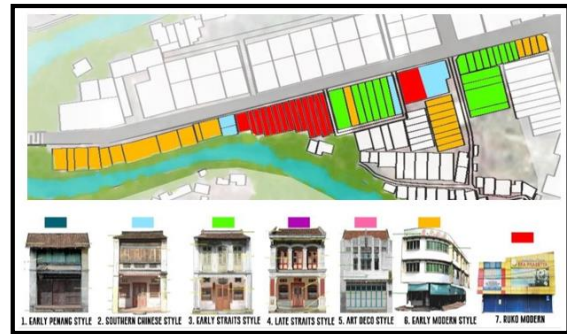 1. EARLY PENANG STYLE
2. SOUTHERN CHINESE STYLE
3. EARLY STRAITS STYLE
4. LATE STRAITS STYLE
5. ART DECO STYLE
6. EARLY MODERN STYLE
7. RUKO MODERN